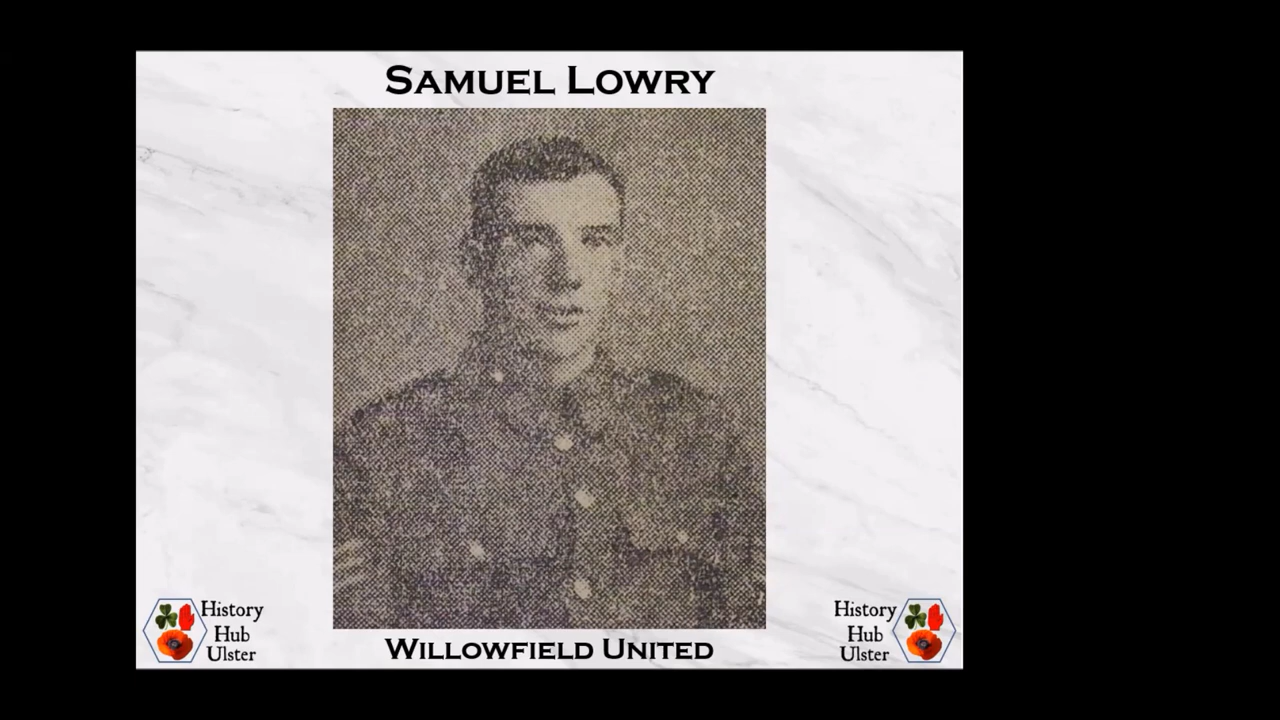 Samuel Lowry
Willowfield United
History
Hub
Ulster
History
Hub
Ulster